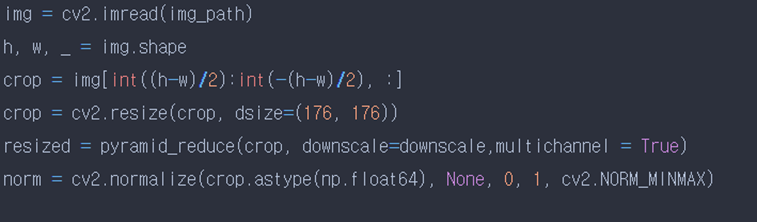 img = cv2.imread(img_path)
h, w, _ = img.shape
crop = img[int((h-w)/2):int(-(h-w)/2), :]
crop = cv2.resize(crop, dsize=(176, 176))
resized = pyramid_reduce(crop, downscale=downscale,multichannel = True)
norm = cv2.normalize(crop.astype(np.float64), None, 0, 1, cv2.NORM_MINMAX)